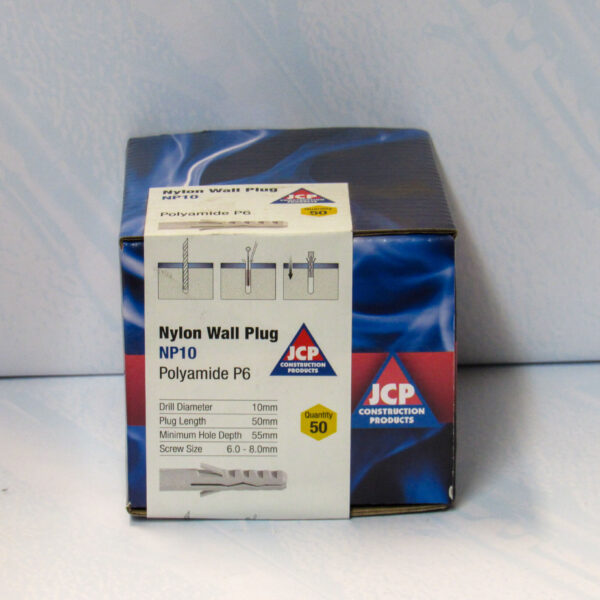 Nylon Wall Plug
NP10
Polyamide P6
JCP
CONSTRUCTION
PRODUCTS
Quantity
50
Nylon Wall Plug
NP10
Polyamide P6
JCP
CONSTRUCTION
PRODUCTS
Drill Diameter 10mm
Plug Length 50mm
Minimum Hole Depth 55mm
Screw Size 6.0 - 8.0mm
Quantity
50
JCP
CONSTRUCTION
PRODUCTS